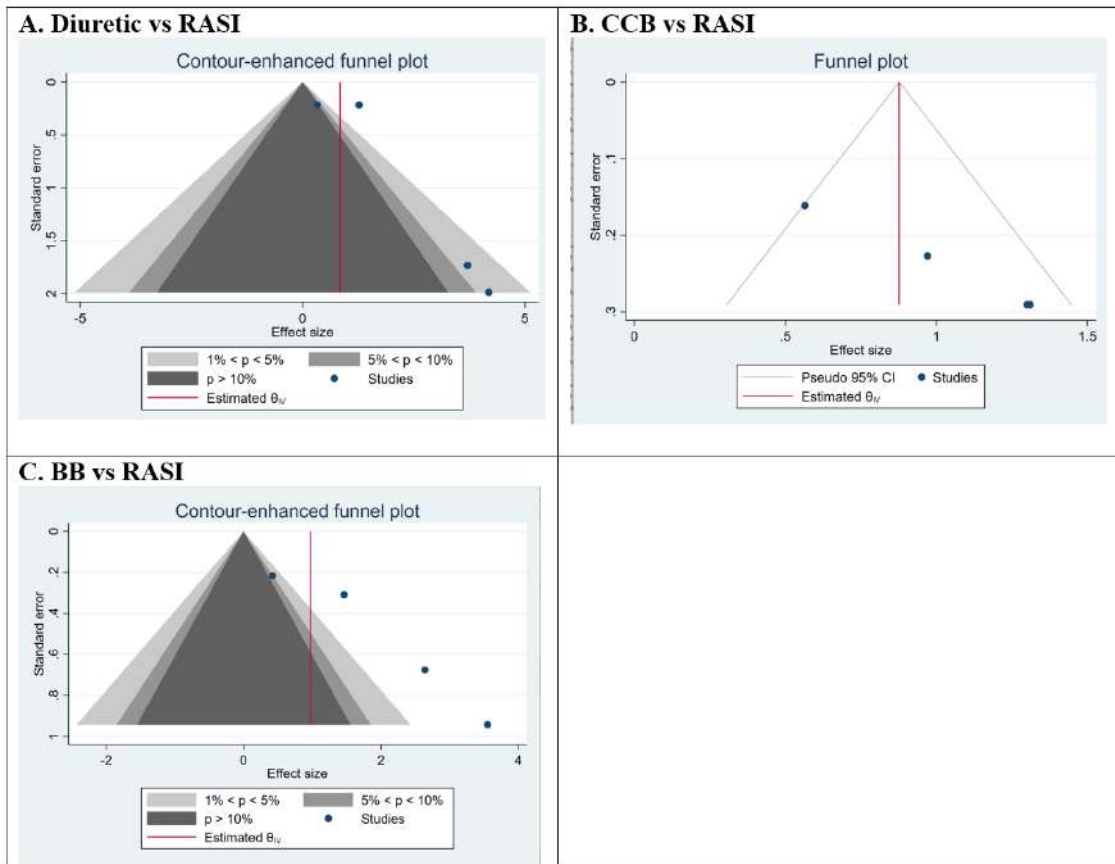 A. Diuretic vs RASI
Contour-enhanced funnel plot
Standard error
0
.5
1
1.5
2
-5
0
5
Effect size
1% < p < 5%
5% < p < 10%
p > 10%
Studies
Estimated θIV
B. CCB vs RASI
Funnel plot
Standard error
0
.1
.2
.3
0
.5
1
1.5
Effect size
Pseudo 95% CI
Studies
Estimated θIV
C. BB vs RASI
Contour-enhanced funnel plot
Standard error
0
.2
.4
.6
.8
1
-2
0
2
4
Effect size
1% < p < 5%
5% < p < 10%
p > 10%
Studies
Estimated θIV